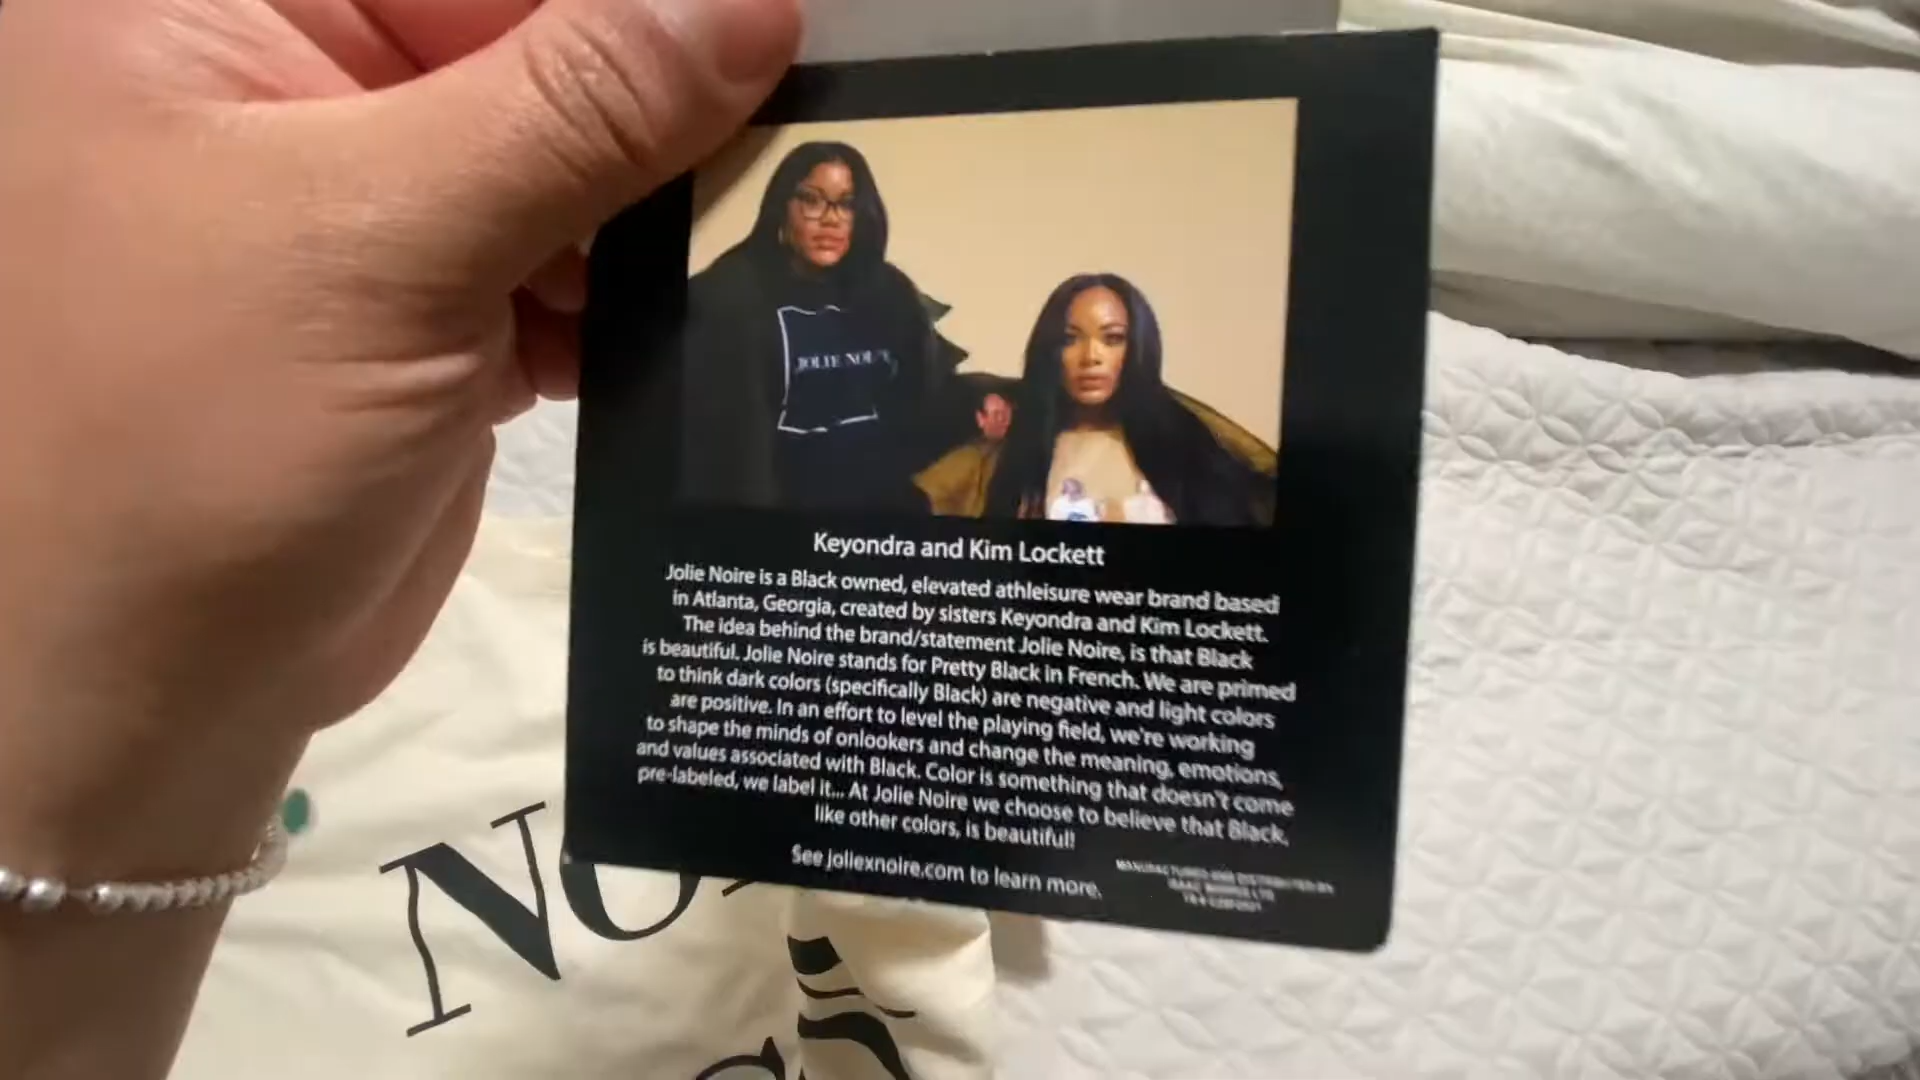 JOLIE NOI
Keyondra and Kim Lockett
Jolie Noire is a Black owned, elevated athleisure wear brand based
in Atlanta, Georgia, created by sisters Keyondra and Kim Lockett.
The idea behind the brand/statement Jolie Noire, is that Black
is beautiful. Jolie Noire stands for Pretty Black in French. We are primed
to think dark colors (specifically Black) are negative and light colors
are positive. In an effort to level the playing field, we're working
to shape the minds of onlookers and change the meaning, emotions,
and values associated with Black. Color is something that doesn't come
pre-labeled, we label it... At Jolie Noire we choose to believe that Black,
like other colors, is beautiful!
See joliexnoire.com to learn more.
MANUFACTURED AND DISTRIBUTED BY
NO